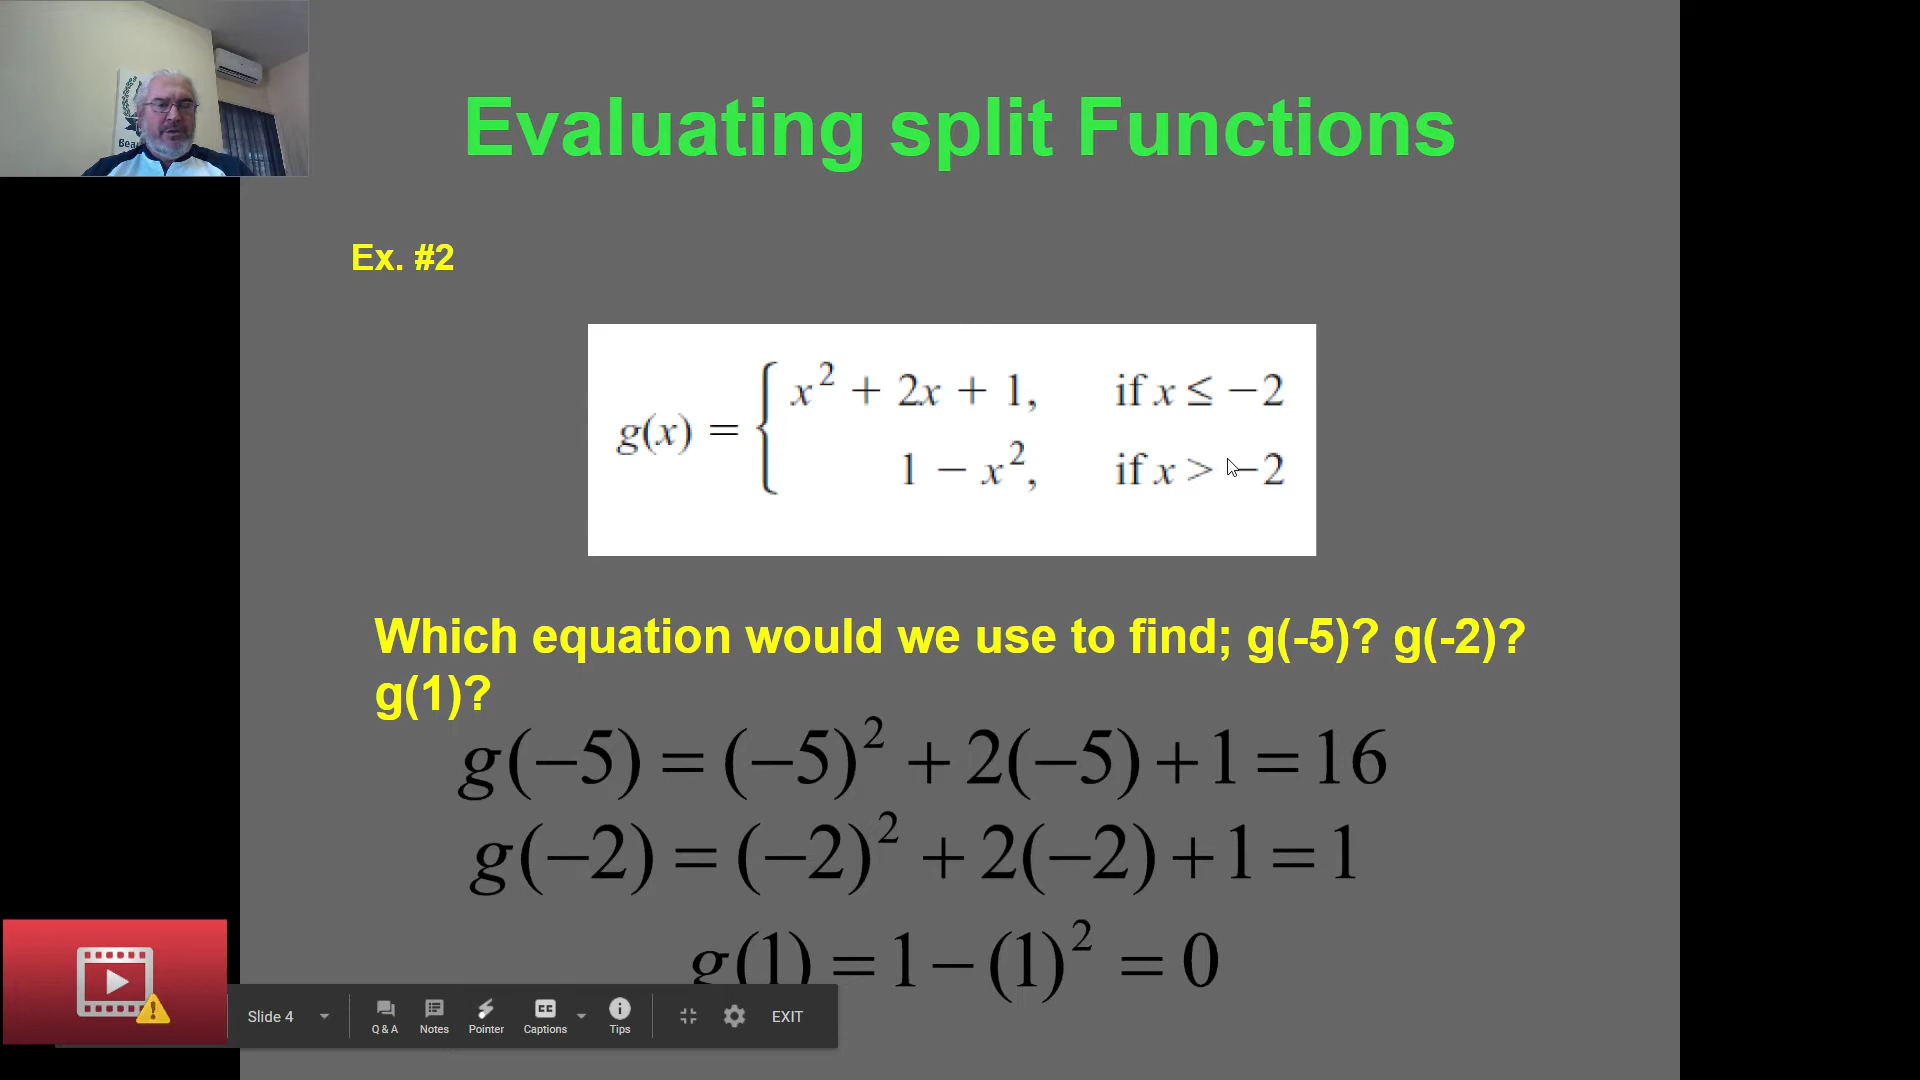 Evaluating split Functions
Bea
Ex. #2
g(x) = { x² + 2x + 1, if x ≤ −2
1 − x², if x > −2
Which equation would we use to find; g(-5)? g(-2)?
g(1)?
g(−5) = (−5)² + 2(−5) + 1 = 16
g(−2) = (−2)² + 2(−2) + 1 = 1
g(1) = 1 − (1)² = 0
Slide 4 Q & A Notes Pointer CC Captions Tips EXIT